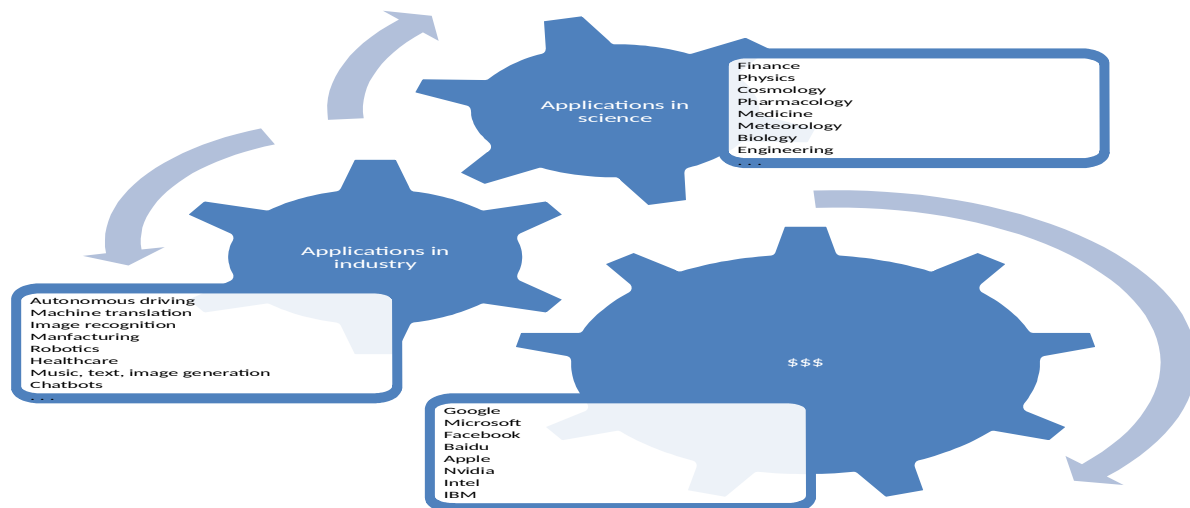 Applications in
science
Finance
Physics
Cosmology
Pharmacology
Medicine
Meteorology
Biology
Engineering
...
Applications in
industry
Autonomous driving
Machine translation
Image recognition
Manfacturing
Robotics
Healthcare
Music, text, image generation
Chatbots
...
$$$
Google
Microsoft
Facebook
Baidu
Apple
Nvidia
Intel
IBM